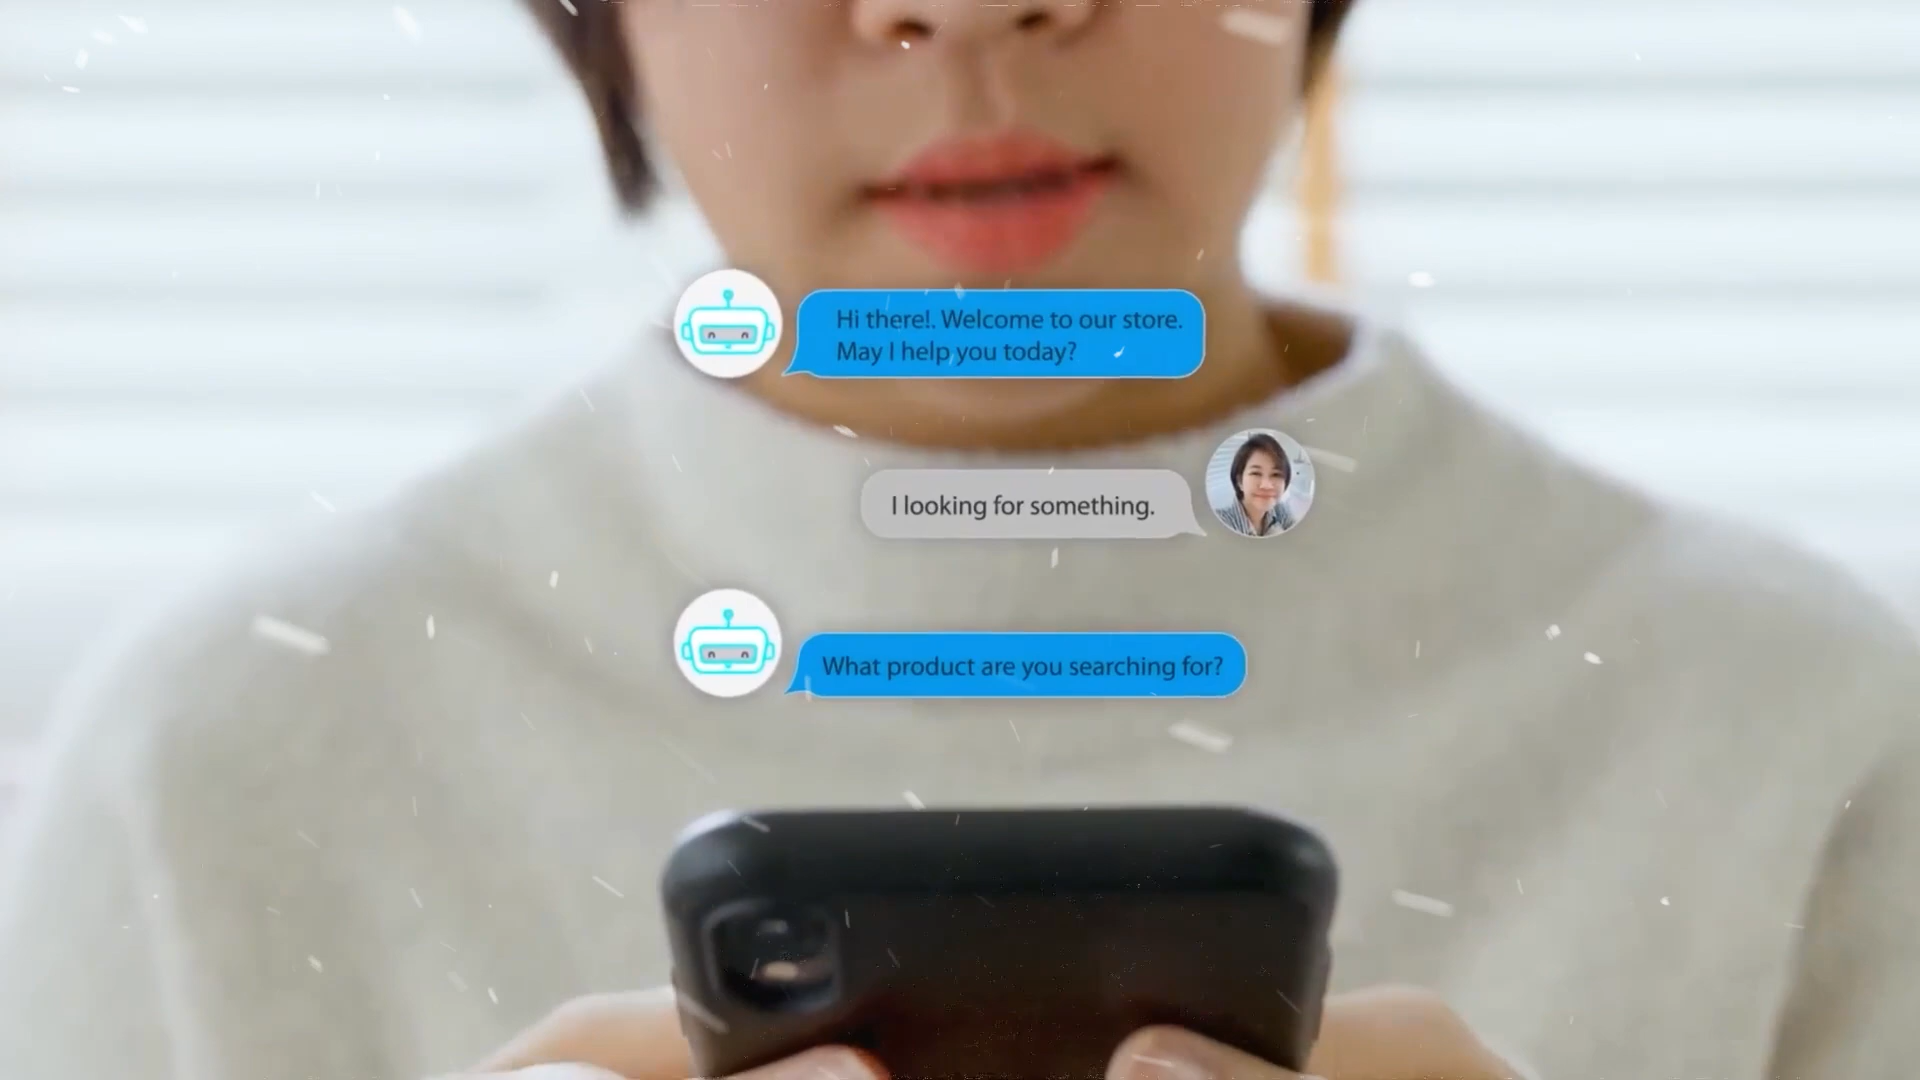 Hi there!. Welcome to our store.
May I help you today?
I looking for something.
What product are you searching for?